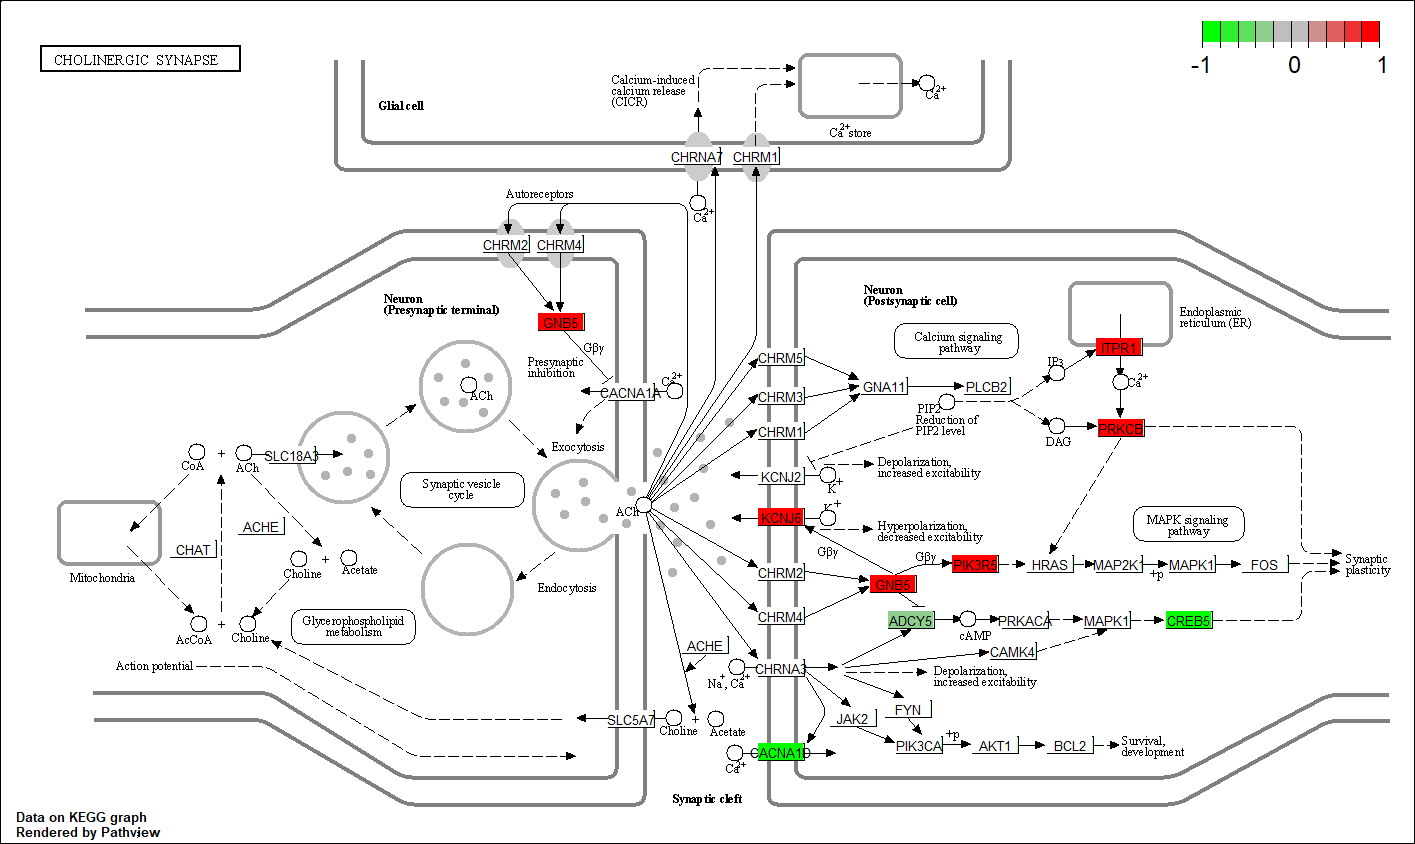 CHOLINERGIC SYNAPSE
-1 0 1
Glial cell
Calcium-induced
calcium release
(CICR)
Ca2+
Ca2+ store
CHRNA7
CHRM1
Ca2+
Autoreceptors
CHRM2
CHRM4
Neuron
(Presynaptic terminal)
GNB5
Gβγ
Presynaptic
inhibition
CACNA1A
Ca2+
ACh
Exocytosis
CoA
+
ACh
SLC18A3
Synaptic vesicle
cycle
ACh
ACHE
CHAT
Mitochondria
Choline
+
Acetate
Endocytosis
Glycerophospholipid
metabolism
AcCoA
+
Choline
Action potential
SLC5A7
Choline
+
Acetate
ACHE
Synaptic cleft
Neuron
(Postsynaptic cell)
Endoplasmic
reticulum (ER)
Calcium signaling
pathway
ITPR1
IP3
Ca2+
CHRM5
CHRM3
CHRM1
GNA11
PLCB2
PIP2
Reduction of
PIP2 level
DAG
PRKCB
KCNJ2
K+
Depolarization,
increased excitability
KCNJ6
K+
Hyperpolarization,
decreased excitability
MAPK signaling
pathway
Gβγ
Gβγ
CHRM2
GNB5
PIK3R5
HRAS
MAP2K1
+p
MAPK1
FOS
Synaptic
plasticity
CHRM4
ADCY5
cAMP
PRKACA
MAPK1
CREB5
CAMK4
Na+, Ca2+
CHRNA3
Depolarization,
increased excitability
JAK2
FYN
PIK3CA
+p
AKT1
BCL2
Survival,
development
Ca2+
CACNA1D
Data on KEGG graph
Rendered by Pathview